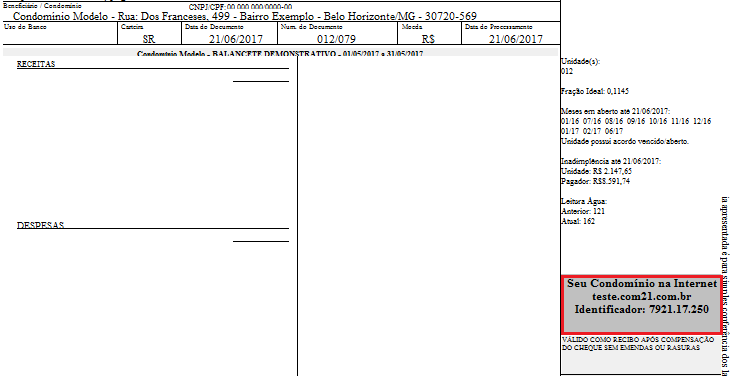 Beneficiário / Condomínio
CNPJ/CPF: 00.000.000/0000-00
Condomínio Modelo - Rua: Dos Franceses, 499 - Bairro Exemplo - Belo Horizonte/MG - 30720-569
Uso do Banco Carteira Data do Documento Num. do Documento Moeda Data do Processamento
SR 21/06/2017 012/079 R$ 21/06/2017
Condomínio Modelo - BALANCETE DEMONSTRATIVO - 01/05/2017 a 31/05/2017
RECEITAS
DESPESAS
Unidade(s):
012
Fração Ideal: 0,1145
Meses em aberto até 21/06/2017:
01/16 07/16 08/16 09/16 10/16 11/16 12/16
01/17 02/17 06/17
Unidade possui acordo vencido/aberto.
Inadimplência até 21/06/2017:
Unidade: R$ 2.147,65
Pagador: R$8.591,74
Leitura Água:
Anterior: 121
Atual: 162
Seu Condomínio na Internet
teste.com21.com.br
Identificador: 7921.17.250
VÁLIDO COMO RECIBO APÓS COMPENSAÇÃO
DO CHEQUE SEM EMENDAS OU RASURAS
apresentada é para simples conferência dos